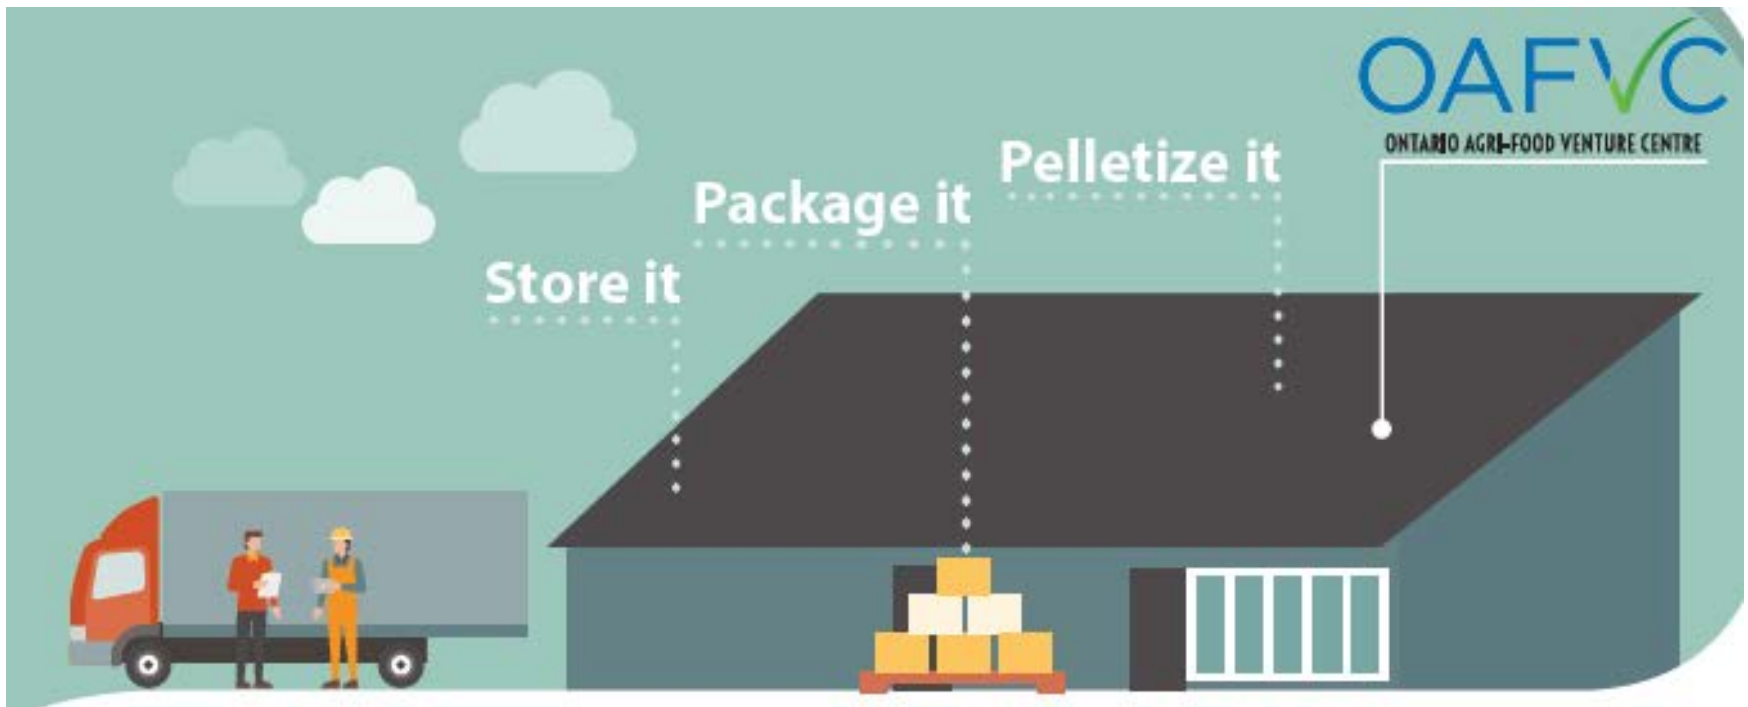 OAFVC
ONTARIO AGRI-FOOD VENTURE CENTRE
Pelletize it
Package it
Store it